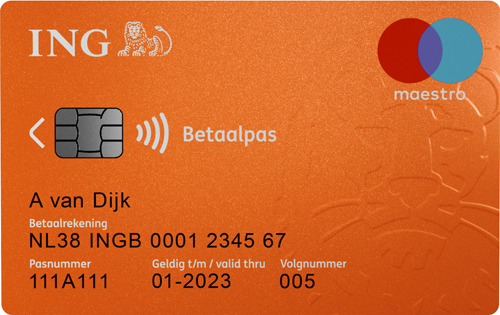 ING
maestro
Betaalpas
A van Dijk
Betaalrekening
NL38 INGB 0001 2345 67
Pasnummer Geldig t/m / valid thru Volgnummer
111A111 01-2023 005